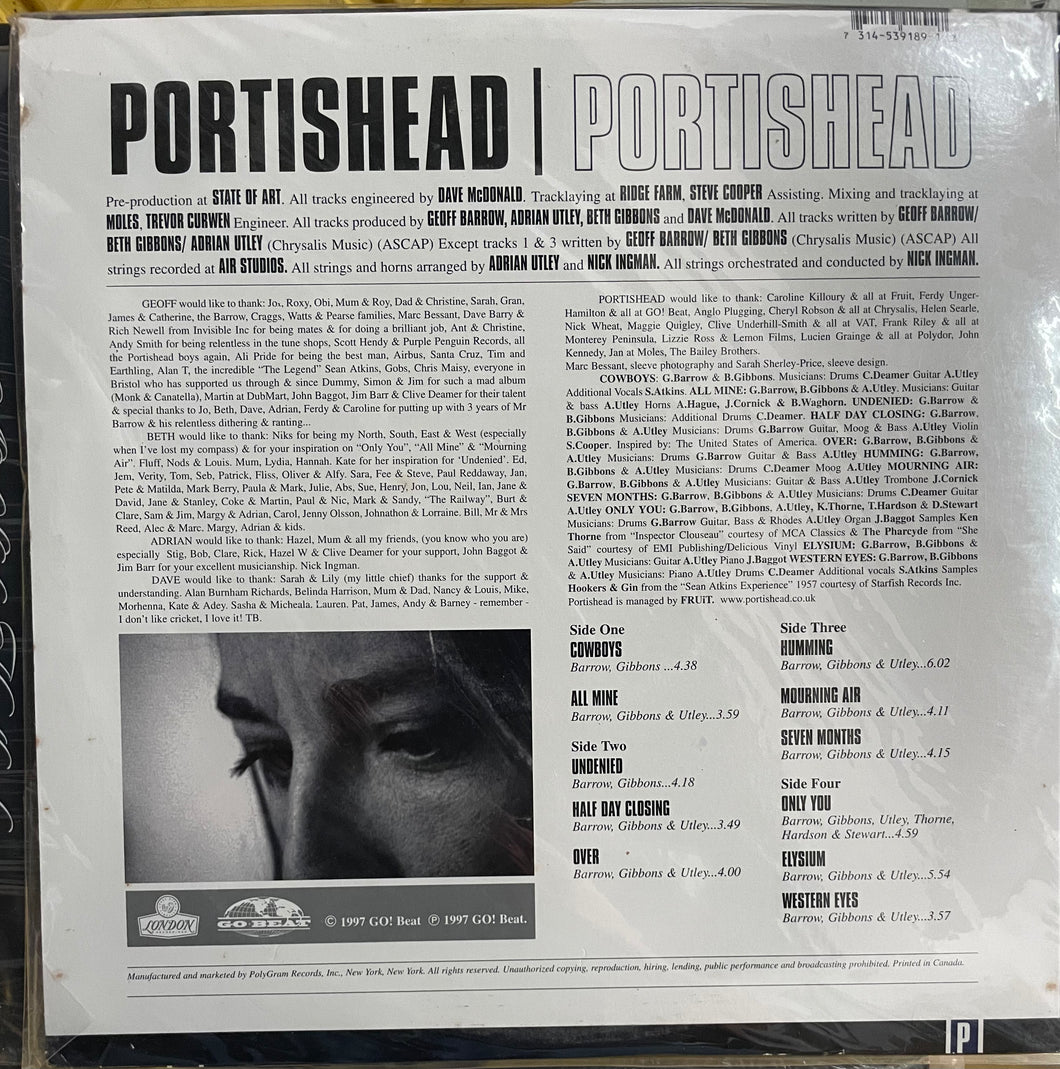 7 314-539189-1
PORTISHEAD | PORTISHEAD
Pre-production at STATE OF ART. All tracks engineered by DAVE McDONALD. Tracklaying at RIDGE FARM, STEVE COOPER Assisting. Mixing and tracklaying at
MOLES, TREVOR CURWEN Engineer. All tracks produced by GEOFF BARROW, ADRIAN UTLEY, BETH GIBBONS and DAVE McDONALD. All tracks written by GEOFF BARROW/
BETH GIBBONS/ ADRIAN UTLEY (Chrysalis Music) (ASCAP) Except tracks 1 & 3 written by GEOFF BARROW/ BETH GIBBONS (Chrysalis Music) (ASCAP) All
strings recorded at AIR STUDIOS. All strings and horns arranged by ADRIAN UTLEY and NICK INGMAN. All strings orchestrated and conducted by NICK INGMAN.
GEOFF would like to thank: Jo, Roxy, Obi, Mum & Roy, Dad & Christine, Sarah, Gran,
James & Catherine, the Barrow, Craggs, Watts & Pearse families, Marc Bessant, Dave Barry &
Rich Newell from Invisible Inc for being mates & for doing a brilliant job, Ant & Christine,
Andy Smith for being relentless in the tune shops, Scott Hendy & Purple Penguin Records, all
the Portishead boys again, Ali Pride for being the best man, Airbus, Santa Cruz, Tim and
Earthling, Alan T, the incredible "The Legend" Sean Atkins, Gobs, Chris Maisy, everyone in
Bristol who has supported us through & since Dummy, Simon & Jim for such a mad album
(Monk & Canatella), Martin at DubMart, John Baggot, Jim Barr & Clive Deamer for their talent
& special thanks to Jo, Beth, Dave, Adrian, Ferdy & Caroline for putting up with 3 years of Mr
Barrow & his relentless dithering & ranting...
BETH would like to thank: Niks for being my North, South, East & West (especially
when I've lost my compass) & for your inspiration on "Only You", "All Mine" & "Mourning
Air". Fluff, Nods & Louis. Mum, Lydia, Hannah. Kate for her inspiration for 'Undenied'. Ed,
Jem, Verity, Tom, Seb, Patrick, Fliss, Oliver & Alfy. Sara, Fee & Steve, Paul Reddaway, Jan,
Pete & Matilda, Mark Berry, Paula & Mark, Julie, Abs, Sue, Henry, Jon, Lou, Neil, Ian, Jane &
David, Jane & Stanley, Coke & Martin, Paul & Nic, Mark & Sandy, "The Railway", Burt &
Clare, Sam & Jim, Margy & Adrian, Carol, Jenny Olsson, Johnathon & Lorraine. Bill, Mr & Mrs
Reed, Alec & Marc. Margy, Adrian & kids.
ADRIAN would like to thank: Hazel, Mum & all my friends, (you know who you are)
especially Stig, Bob, Clare, Rick, Hazel W & Clive Deamer for your support, John Baggot &
Jim Barr for your excellent musicianship. Nick Ingman.
DAVE would like to thank: Sarah & Lily (my little chief) thanks for the support &
understanding. Alan Burnham Richards, Belinda Harrison, Mum & Dad, Nancy & Louis, Mike,
Morhenna, Kate & Adey. Sasha & Micheala. Lauren. Pat, James, Andy & Barney - remember -
I don't like cricket, I love it! TB.
PORTISHEAD would like to thank: Caroline Killoury & all at Fruit, Ferdy Unger-
Hamilton & all at GO! Beat, Anglo Plugging, Cheryl Robson & all at Chrysalis, Helen Searle,
Nick Wheat, Maggie Quigley, Clive Underhill-Smith & all at VAT, Frank Riley & all at
Monterey Peninsula, Lizzie Ross & Lemon Films, Lucien Grainge & all at Polydor, John
Kennedy, Jan at Moles, The Bailey Brothers.
Marc Bessant, sleeve photography and Sarah Sherley-Price, sleeve design.
COWBOYS: G.Barrow & B.Gibbons. Musicians: Drums C.Deamer Guitar A.Utley
Additional Vocals S.Atkins. ALL MINE: G.Barrow, B.Gibbons & A.Utley. Musicians: Guitar
& bass A.Utley Horns A.Hague, J.Cornick & B.Waghorn. UNDENIED: G.Barrow &
B.Gibbons Musicians: Additional Drums C.Deamer. HALF DAY CLOSING: G.Barrow,
B.Gibbons & A.Utley Musicians: Drums G.Barrow Guitar, Moog & Bass A.Utley Violin
S.Cooper. Inspired by: The United States of America. OVER: G.Barrow, B.Gibbons &
A.Utley Musicians: Drums G.Barrow Guitar & Bass A.Utley HUMMING: G.Barrow,
B.Gibbons & A.Utley Musicians: Drums C.Deamer Moog A.Utley MOURNING AIR:
G.Barrow, B.Gibbons & A.Utley Musicians: Guitar & Bass A.Utley Trombone J.Cornick
SEVEN MONTHS: G.Barrow, B.Gibbons & A.Utley Musicians: Drums C.Deamer Guitar
A.Utley ONLY YOU: G.Barrow, B.Gibbons, A.Utley, K.Thorne, T.Hardson & D.Stewart
Musicians: Drums G.Barrow Guitar, Bass & Rhodes A.Utley Organ J.Baggot Samples Ken
Thorne from "Inspector Clouseau" courtesy of MCA Classics & The Pharcyde from "She
Said" courtesy of EMI Publishing/Delicious Vinyl ELYSIUM: G.Barrow, B.Gibbons &
A.Utley Musicians: Guitar A.Utley Piano J.Baggot WESTERN EYES: G.Barrow, B.Gibbons
& A.Utley Musicians: Piano A.Utley Drums C.Deamer Additional vocals S.Atkins Samples
Hookers & Gin from the "Sean Atkins Experience" 1957 courtesy of Starfish Records Inc.
Portishead is managed by FRUiT. www.portishead.co.uk
Side One
COWBOYS
Barrow, Gibbons ...4.38
ALL MINE
Barrow, Gibbons & Utley...3.59
Side Two
UNDENIED
Barrow, Gibbons...4.18
HALF DAY CLOSING
Barrow, Gibbons & Utley...3.49
OVER
Barrow, Gibbons & Utley...4.00
Side Three
HUMMING
Barrow, Gibbons & Utley...6.02
MOURNING AIR
Barrow, Gibbons & Utley...4.11
SEVEN MONTHS
Barrow, Gibbons & Utley...4.15
Side Four
ONLY YOU
Barrow, Gibbons, Utley, Thorne,
Hardson & Stewart...4.59
ELYSIUM
Barrow, Gibbons & Utley...5.54
WESTERN EYES
Barrow, Gibbons & Utley...3.57
LONDON
GO BEAT
© 1997 GO! Beat ℗ 1997 GO! Beat.
Manufactured and marketed by PolyGram Records, Inc., New York, New York. All rights reserved. Unauthorized copying, reproduction, hiring, lending, public performance and broadcasting prohibited. Printed in Canada.
P